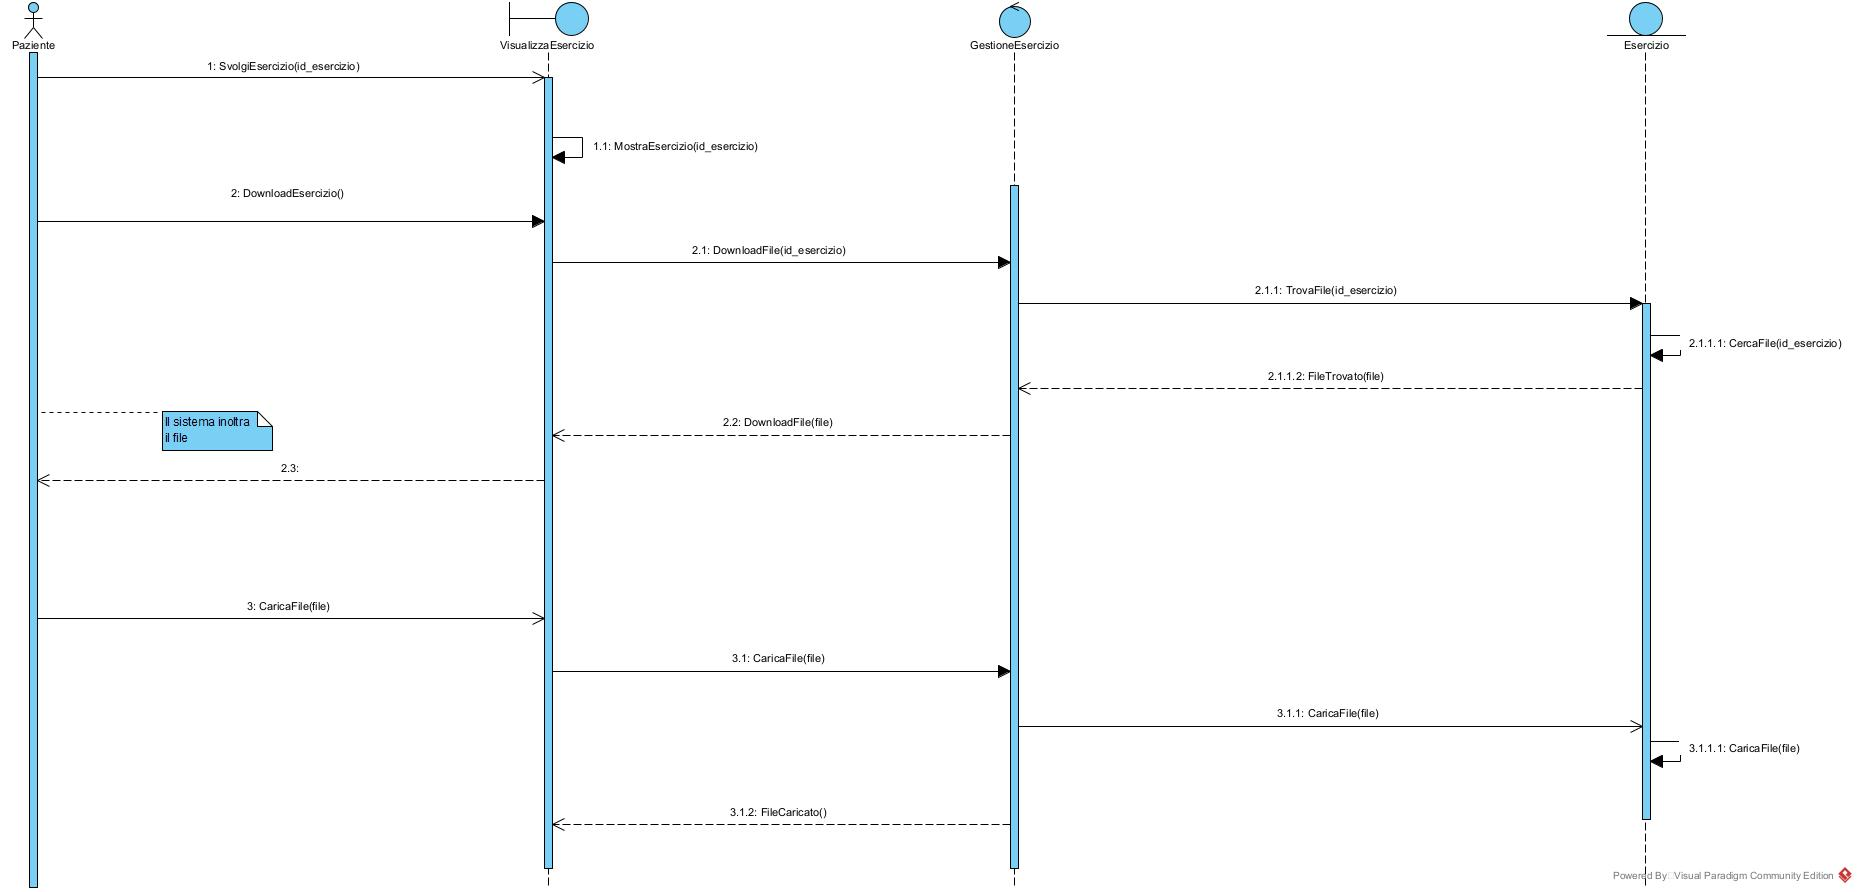 Paziente
VisualizzaEsercizio
GestioneEsercizio
Esercizio
1: SvolgiEsercizio(id_esercizio)
1.1: MostraEsercizio(id_esercizio)
2: DownloadEsercizio()
2.1: DownloadFile(id_esercizio)
2.1.1: TrovaFile(id_esercizio)
2.1.1.1: CercaFile(id_esercizio)
2.1.1.2: FileTrovato(file)
Il sistema inoltra
il file
2.2: DownloadFile(file)
2.3:
3: CaricaFile(file)
3.1: CaricaFile(file)
3.1.1: CaricaFile(file)
3.1.1.1: CaricaFile(file)
3.1.2: FileCaricato()
Powered By Visual Paradigm Community Edition